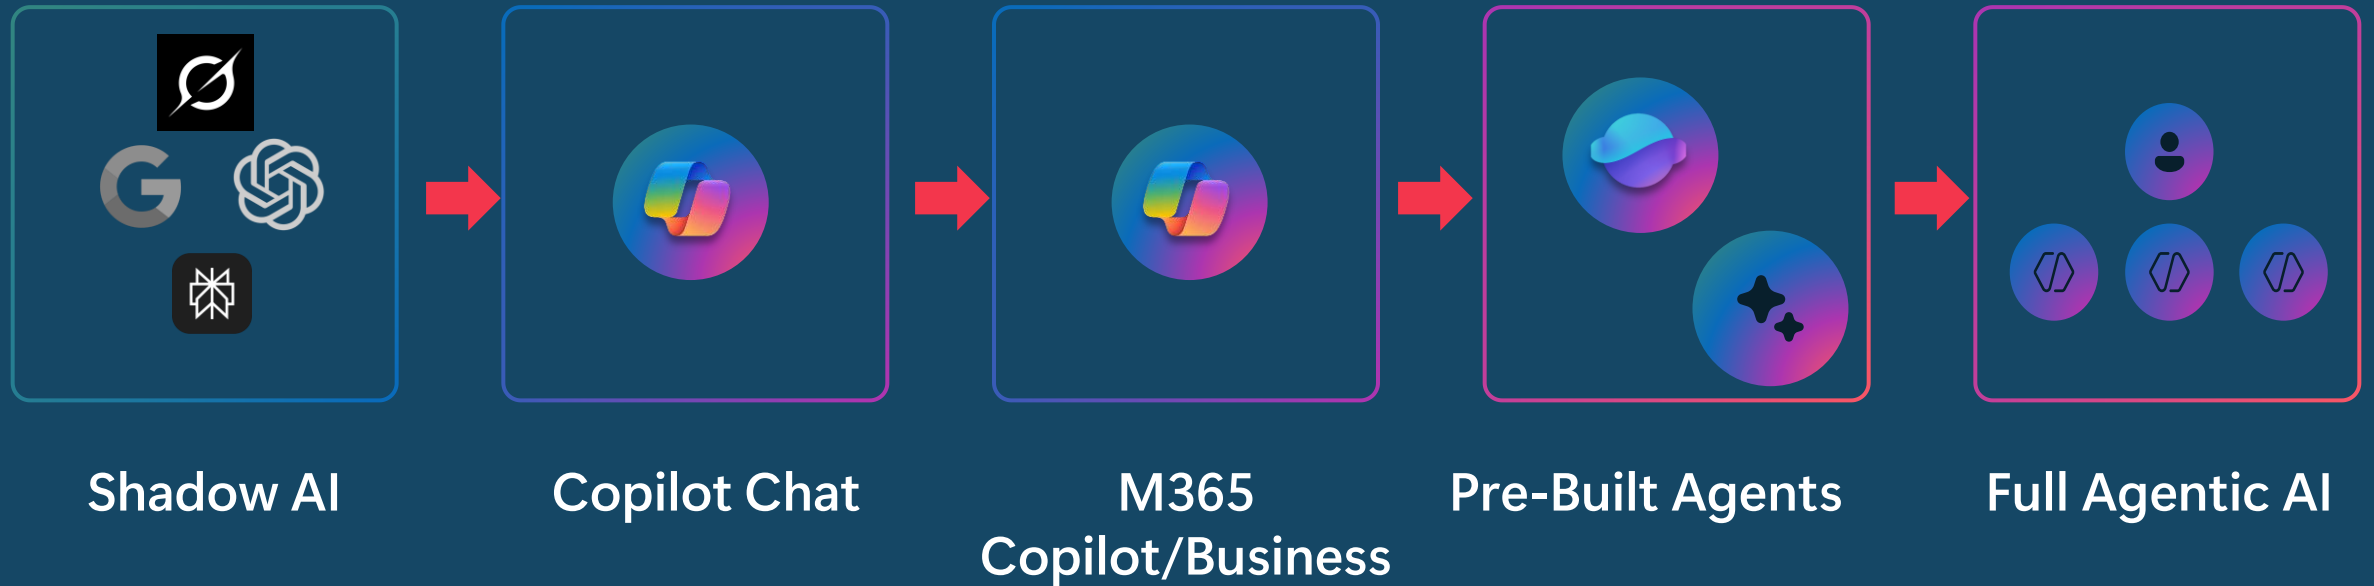 Shadow AI
Copilot Chat
M365
Copilot/Business
Pre-Built Agents
Full Agentic AI